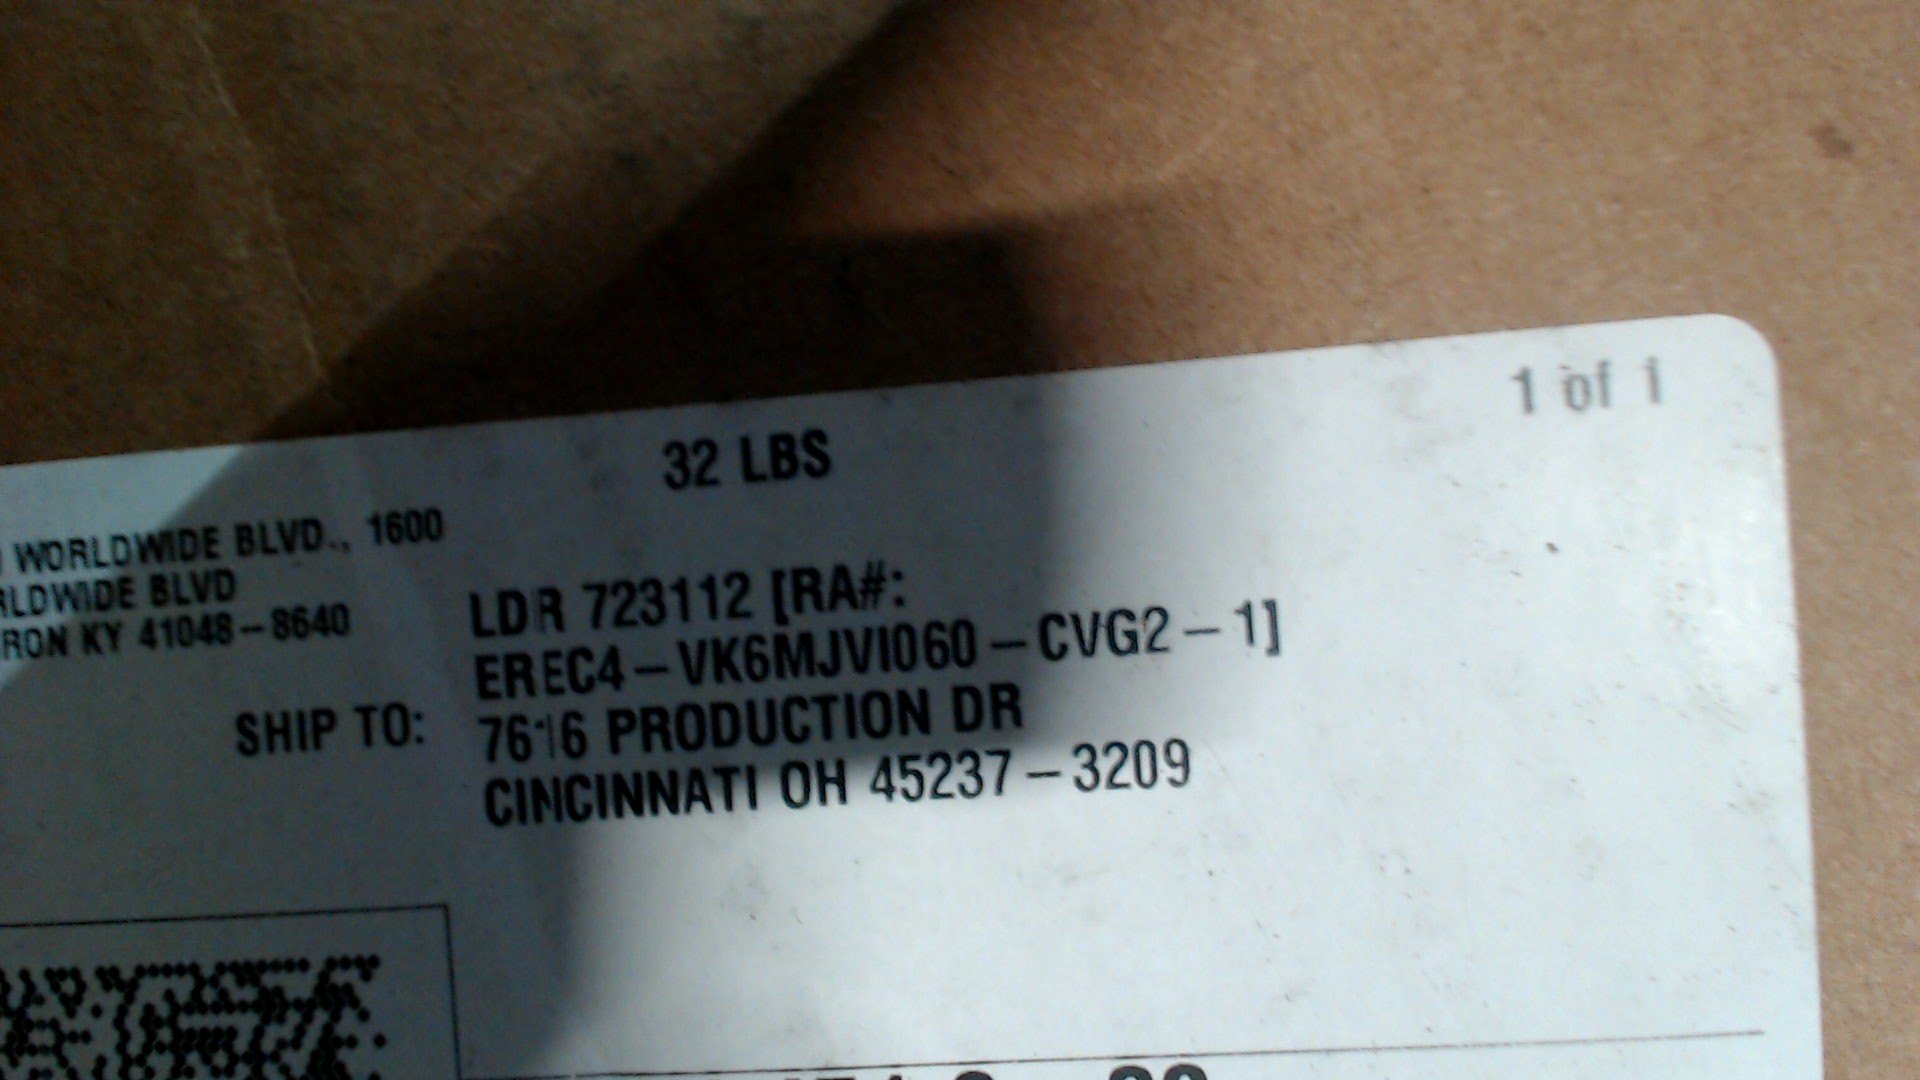 1 of 1
32 LBS
WORLDWIDE BLVD., 1600
RLDWIDE BLVD
RON KY 41048-8640
LDR 723112 [RA#:
EREC4-VK6MJVI060-CVG2-1]
SHIP TO: 7616 PRODUCTION DR
CINCINNATI OH 45237-3209